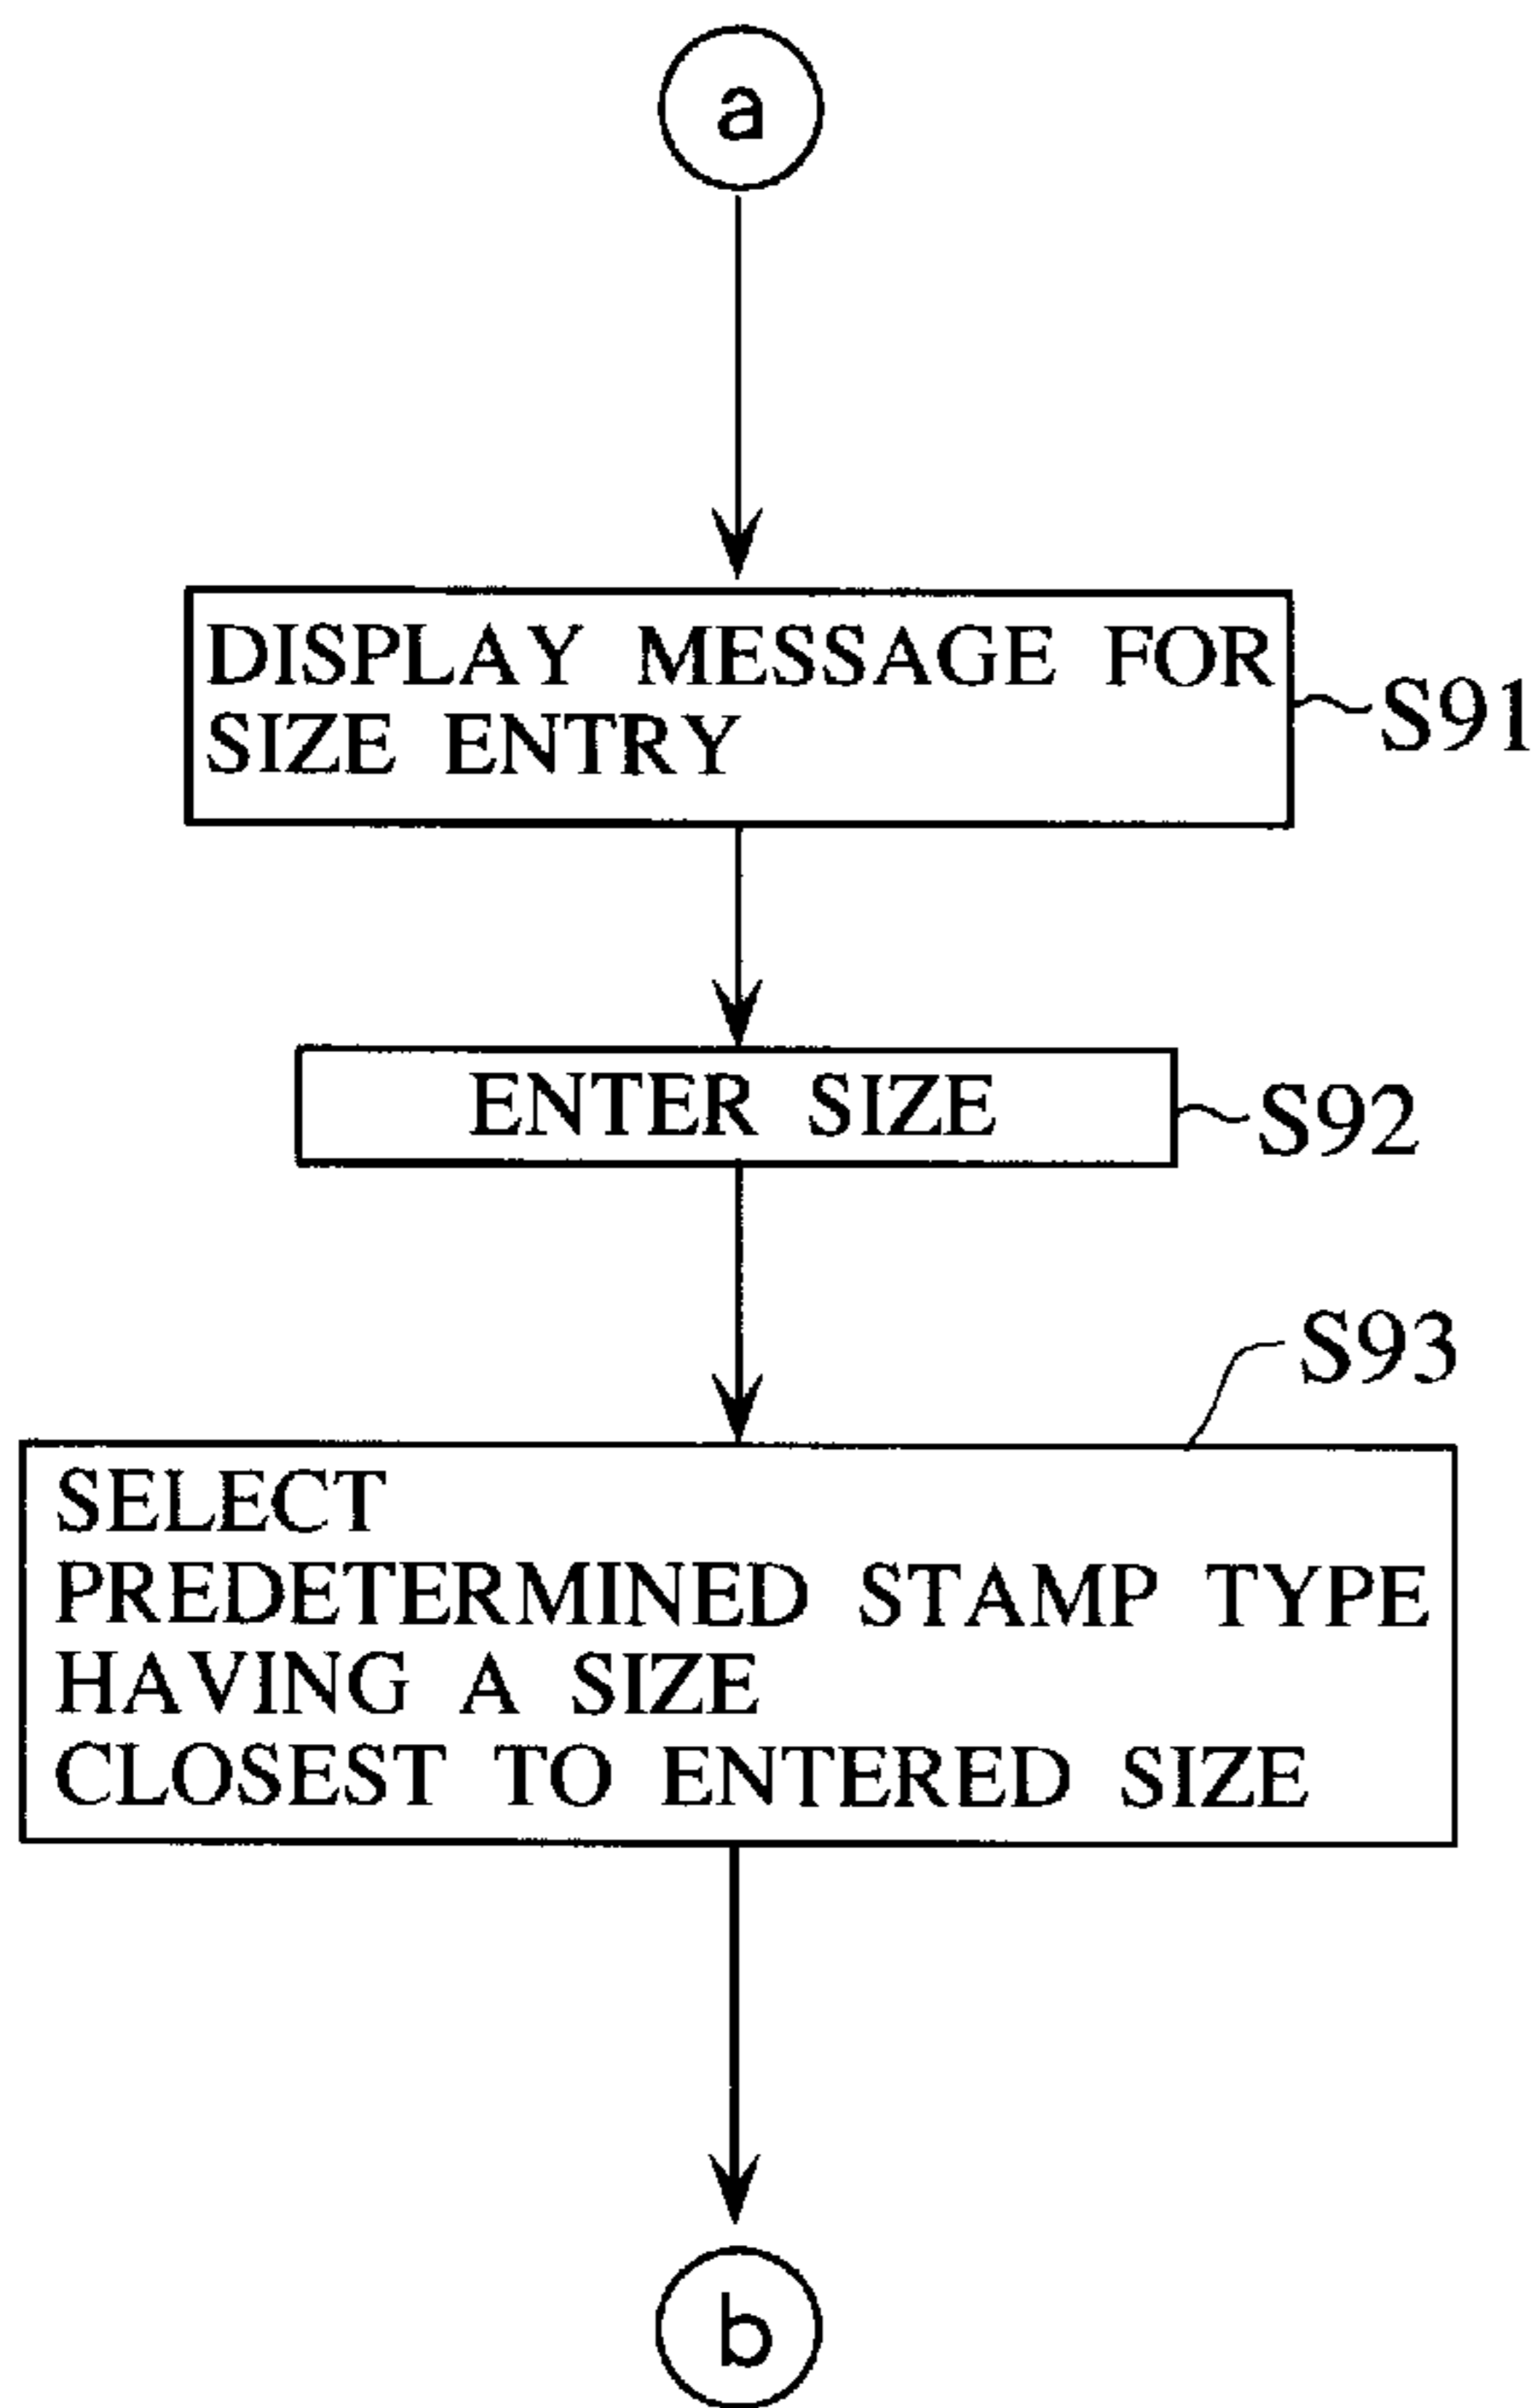 a
DISPLAY MESSAGE FOR
SIZE ENTRY
S91
ENTER SIZE
S92
S93
SELECT
PREDETERMINED STAMP TYPE
HAVING A SIZE
CLOSEST TO ENTERED SIZE
b